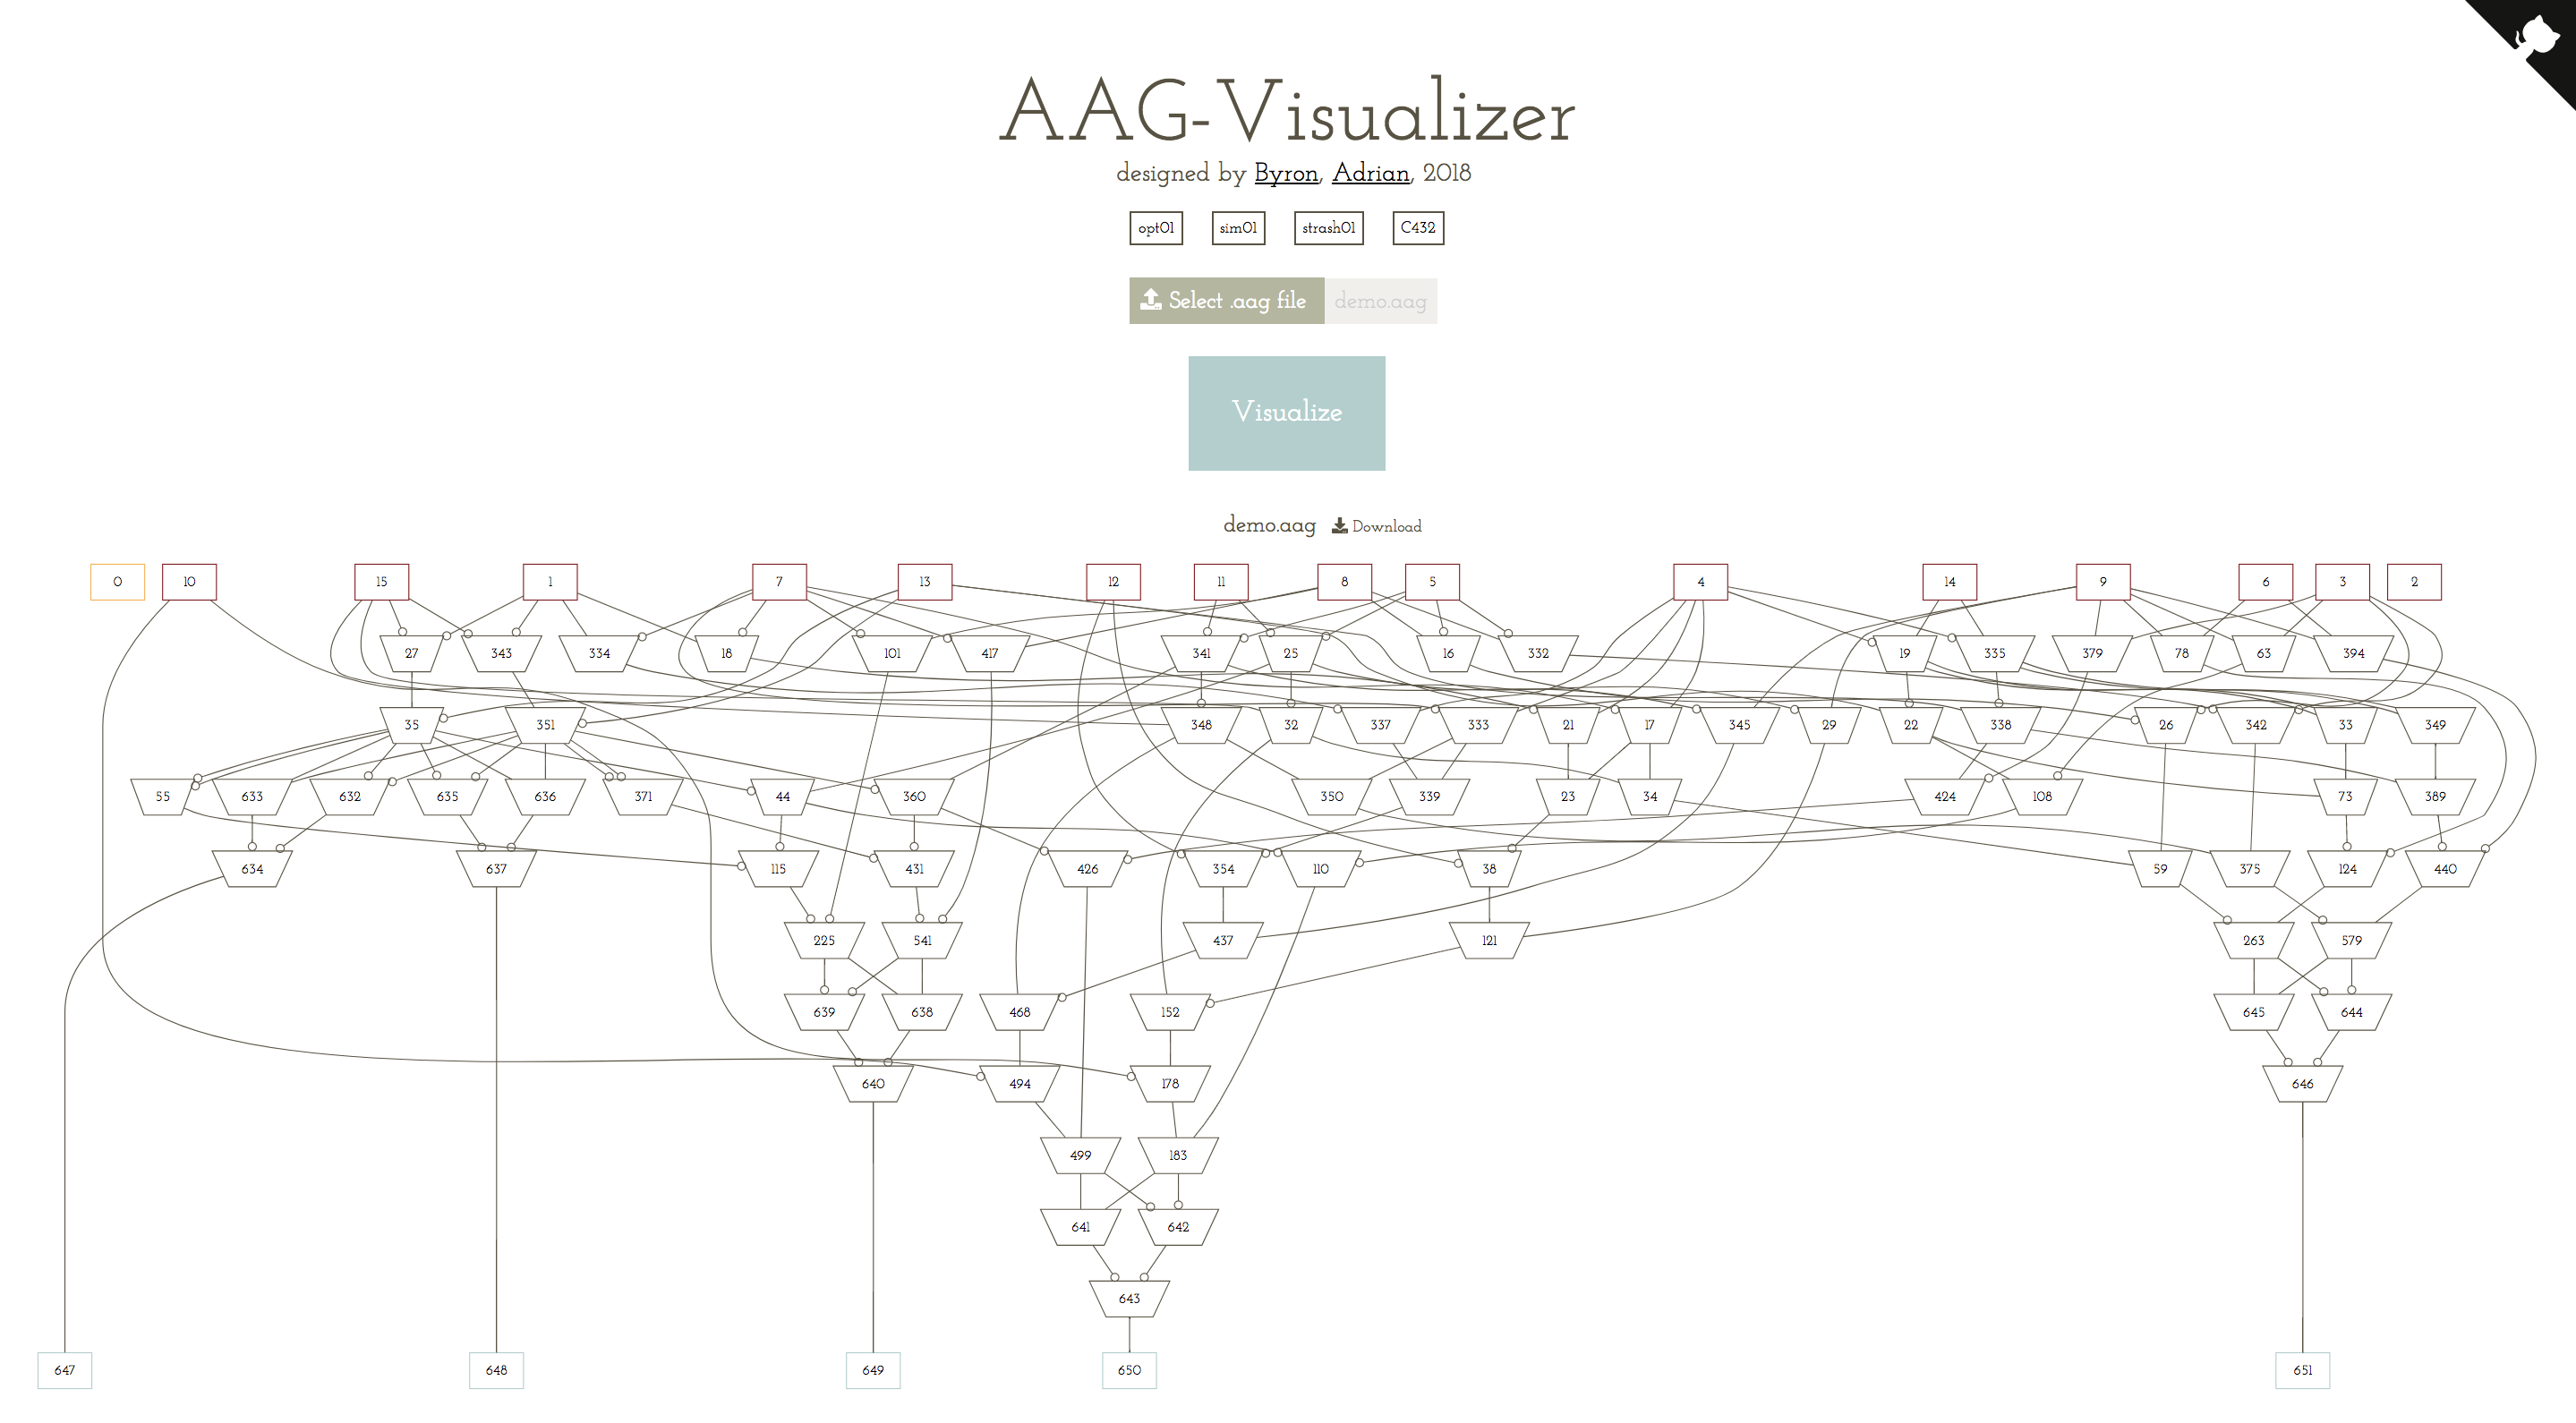 AAG-Visualizer
designed by Byron, Adrian, 2018
opt01 sim01 strash01 C432
Select .aag file demo.aag
Visualize
demo.aag Download
0 10 15 1 7 13 12 11 8 5 4 14 9 6 3 2
27 343 334 18 101 417 341 25 16 332 19 335 379 78 63 394
35 351 348 32 337 333 21 17 345 29 22 338 26 342 33 349
55 633 632 635 636 371 44 360 350 339 23 34 424 108 73 389
634 637 115 431 426 354 110 38 59 375 124 440
225 541 437 121 263 579
639 638 468 152 645 644
640 494 178 646
499 183
641 642
643
647 648 649 650 651